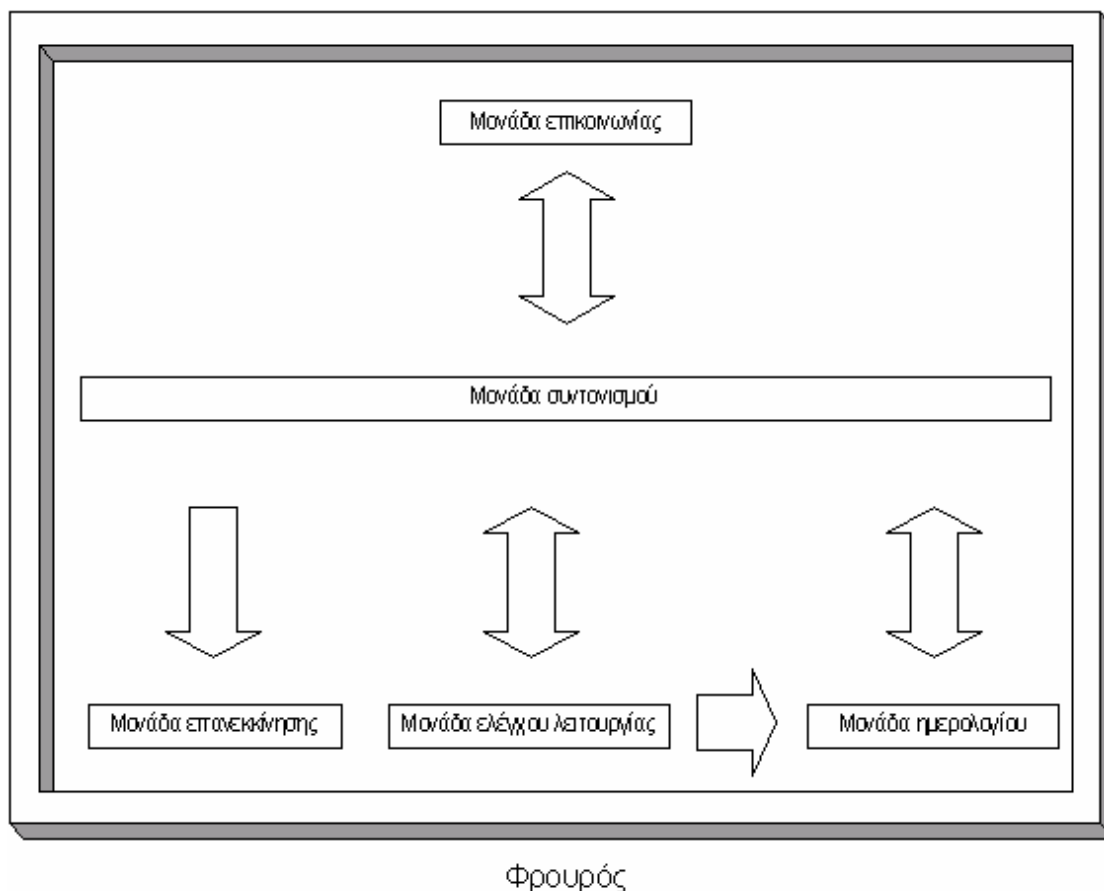 Μονάδα επικοινωνίας
Μονάδα συντονισμού
Μονάδα επανεκκίνησης
Μονάδα ελέγχου λειτουργίας
Μονάδα ημερολογίου
Φρουρός